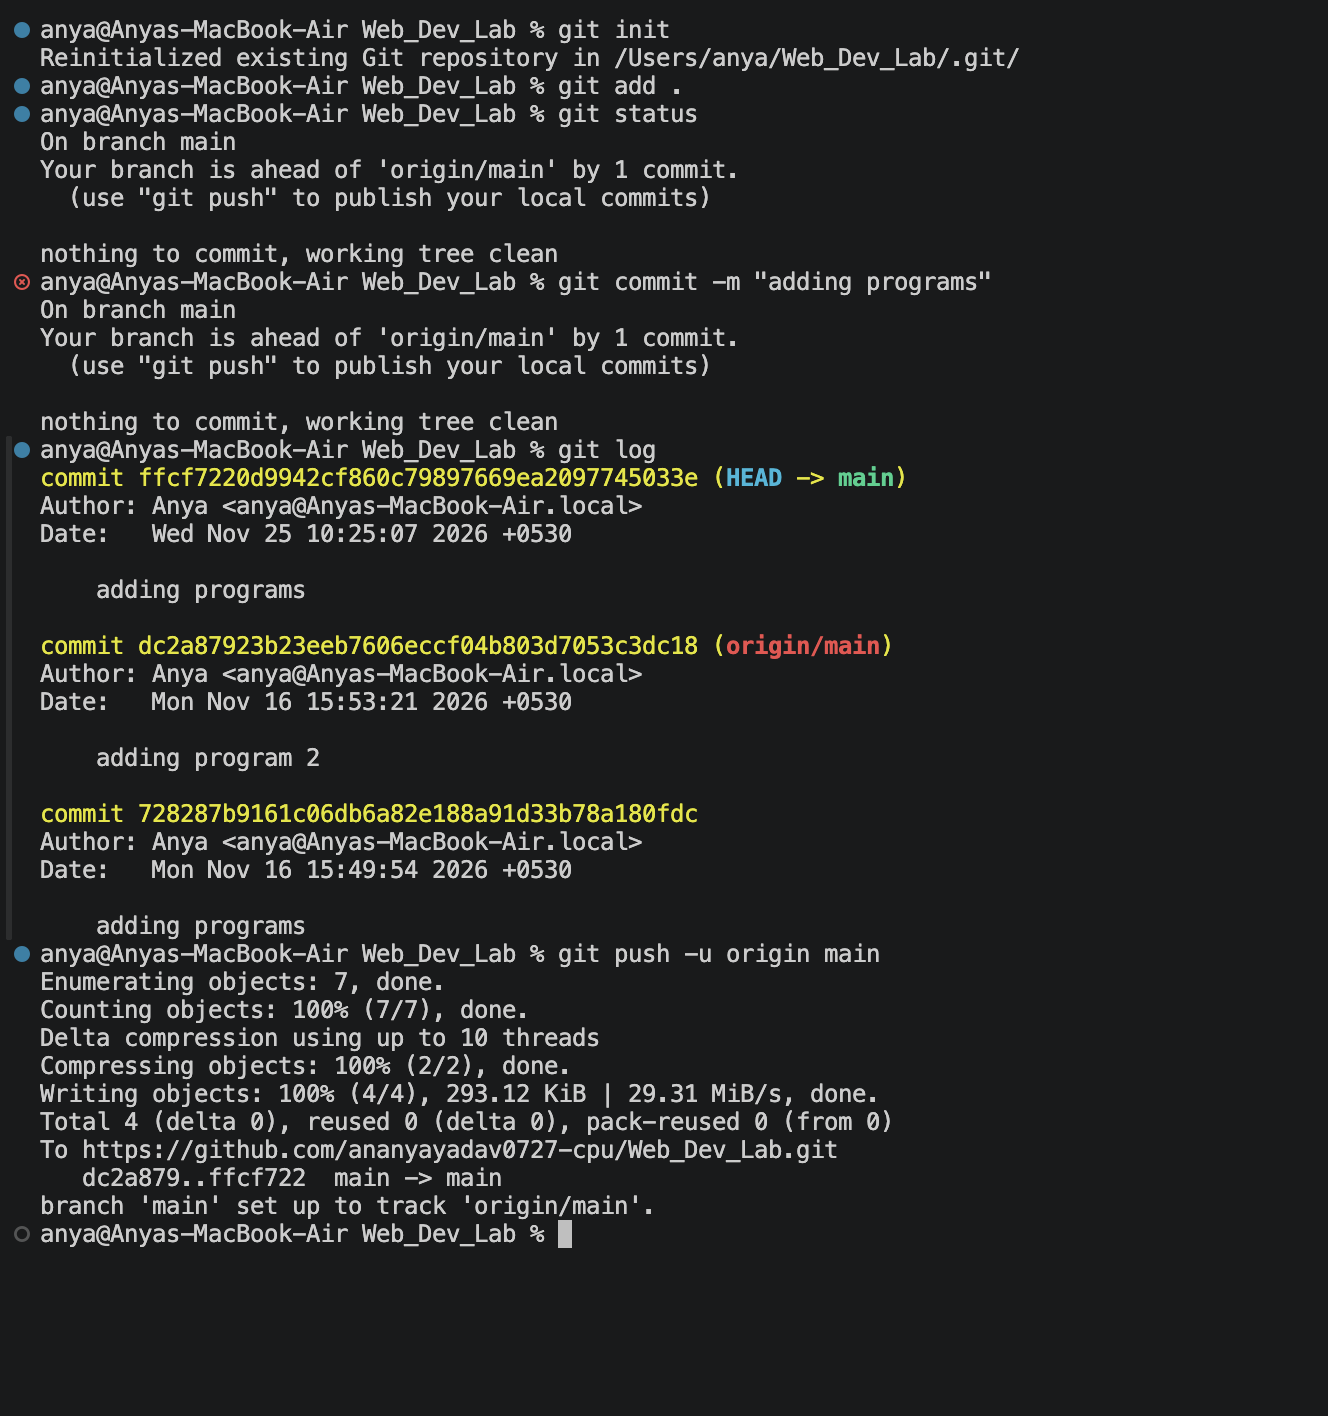 anya@Anyas-MacBook-Air Web_Dev_Lab % git init
Reinitialized existing Git repository in /Users/anya/Web_Dev_Lab/.git/
anya@Anyas-MacBook-Air Web_Dev_Lab % git add .
anya@Anyas-MacBook-Air Web_Dev_Lab % git status
On branch main
Your branch is ahead of 'origin/main' by 1 commit.
  (use "git push" to publish your local commits)

nothing to commit, working tree clean
anya@Anyas-MacBook-Air Web_Dev_Lab % git commit -m "adding programs"
On branch main
Your branch is ahead of 'origin/main' by 1 commit.
  (use "git push" to publish your local commits)

nothing to commit, working tree clean
anya@Anyas-MacBook-Air Web_Dev_Lab % git log
commit ffcf7220d9942cf860c79897669ea2097745033e (HEAD -> main)
Author: Anya <anya@Anyas-MacBook-Air.local>
Date:   Wed Nov 25 10:25:07 2026 +0530

    adding programs

commit dc2a87923b23eeb7606eccf04b803d7053c3dc18 (origin/main)
Author: Anya <anya@Anyas-MacBook-Air.local>
Date:   Mon Nov 16 15:53:21 2026 +0530

    adding program 2

commit 728287b9161c06db6a82e188a91d33b78a180fdc
Author: Anya <anya@Anyas-MacBook-Air.local>
Date:   Mon Nov 16 15:49:54 2026 +0530

    adding programs
anya@Anyas-MacBook-Air Web_Dev_Lab % git push -u origin main
Enumerating objects: 7, done.
Counting objects: 100% (7/7), done.
Delta compression using up to 10 threads
Compressing objects: 100% (2/2), done.
Writing objects: 100% (4/4), 293.12 KiB | 29.31 MiB/s, done.
Total 4 (delta 0), reused 0 (delta 0), pack-reused 0 (from 0)
To https://github.com/ananyayadav0727-cpu/Web_Dev_Lab.git
   dc2a879..ffcf722  main -> main
branch 'main' set up to track 'origin/main'.
anya@Anyas-MacBook-Air Web_Dev_Lab %